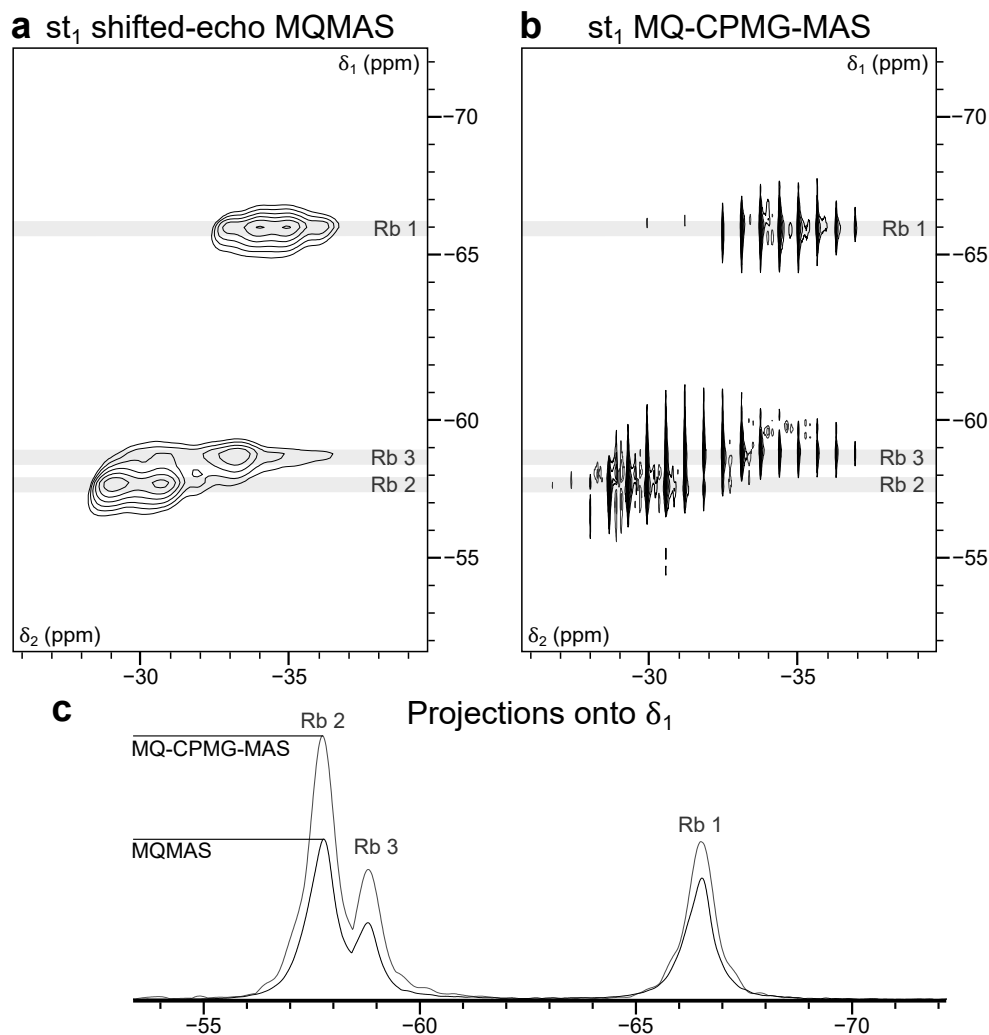 a st₁ shifted-echo MQMAS
δ₁ (ppm)
−70
Rb 1
−65
−60
Rb 3
Rb 2
−55
δ₂ (ppm)
−30 −35
b st₁ MQ-CPMG-MAS
δ₁ (ppm)
−70
Rb 1
−65
−60
Rb 3
Rb 2
−55
δ₂ (ppm)
−30 −35
c Projections onto δ₁
Rb 2
MQ-CPMG-MAS
Rb 1
MQMAS
Rb 3
−55 −60 −65 −70